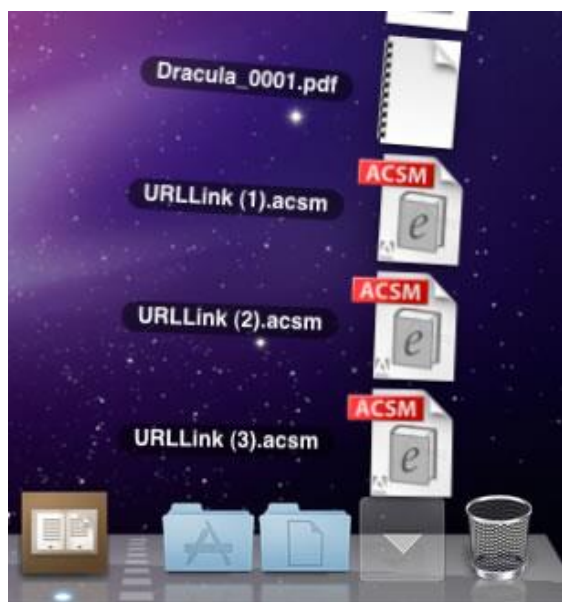 Dracula_0001.pdf
ACSM
URLLink (1).acsm
e
ACSM
URLLink (2).acsm
e
ACSM
URLLink (3).acsm
e